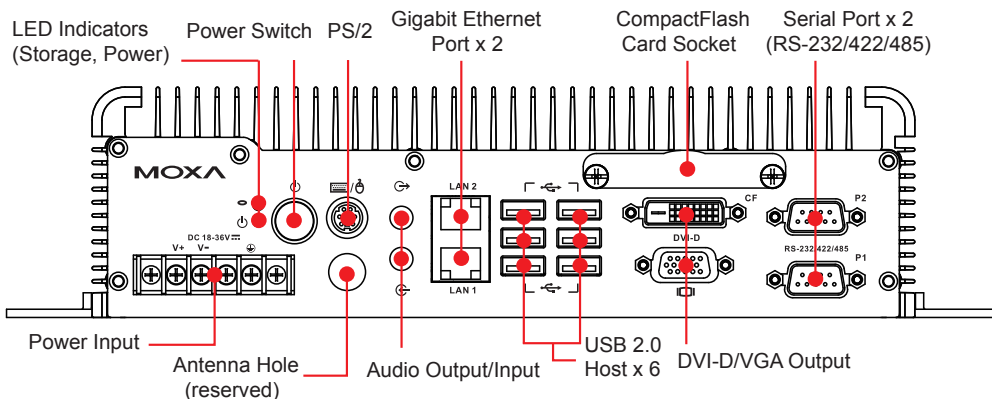 LED Indicators
(Storage, Power)
Power Switch
PS/2
Gigabit Ethernet
Port x 2
CompactFlash
Card Socket
Serial Port x 2
(RS-232/422/485)
MOXA
LAN 2
CF
P2
DC 18-36V
V+ V-
DVI-D
RS-232/422/485
P1
LAN 1
Power Input
Antenna Hole
(reserved)
Audio Output/Input
USB 2.0
Host x 6
DVI-D/VGA Output